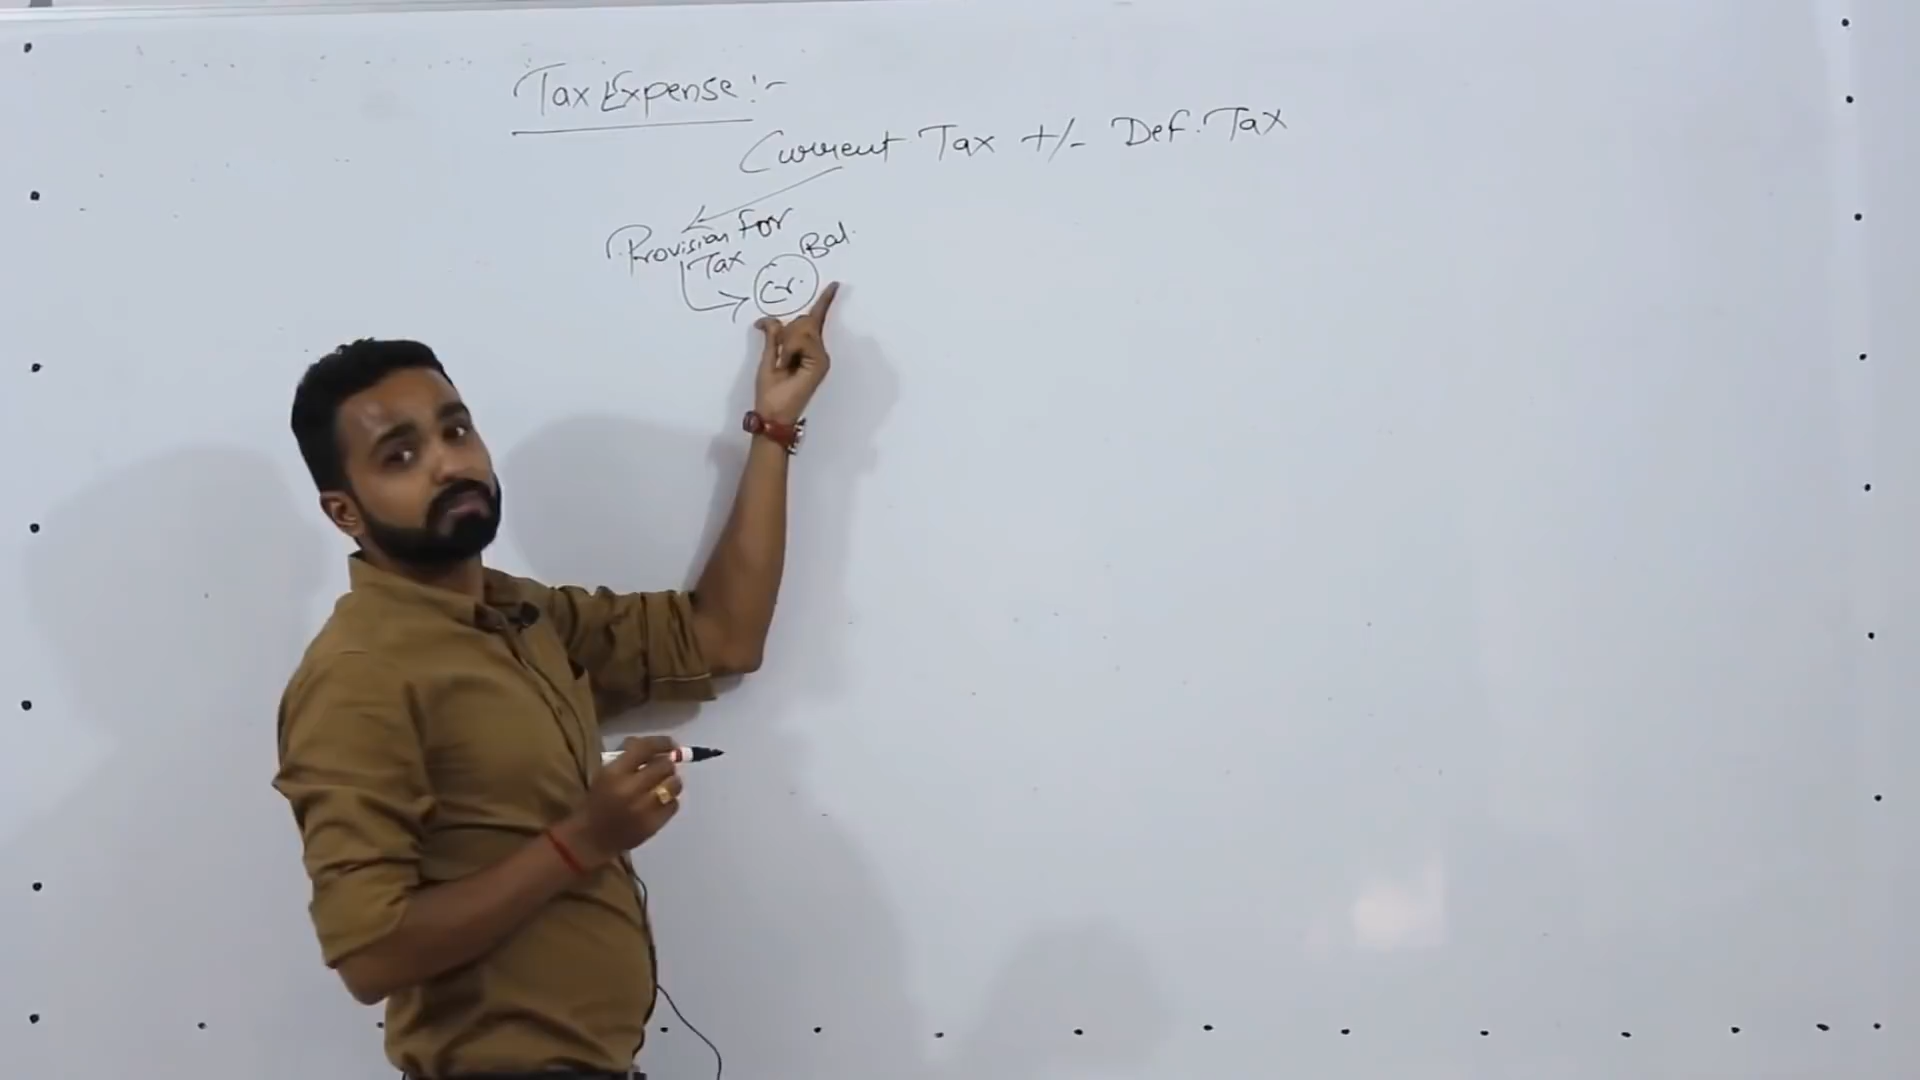 Tax Expense :-
Current Tax +/- Def. Tax
Provision for
Tax
Cr. Bal.